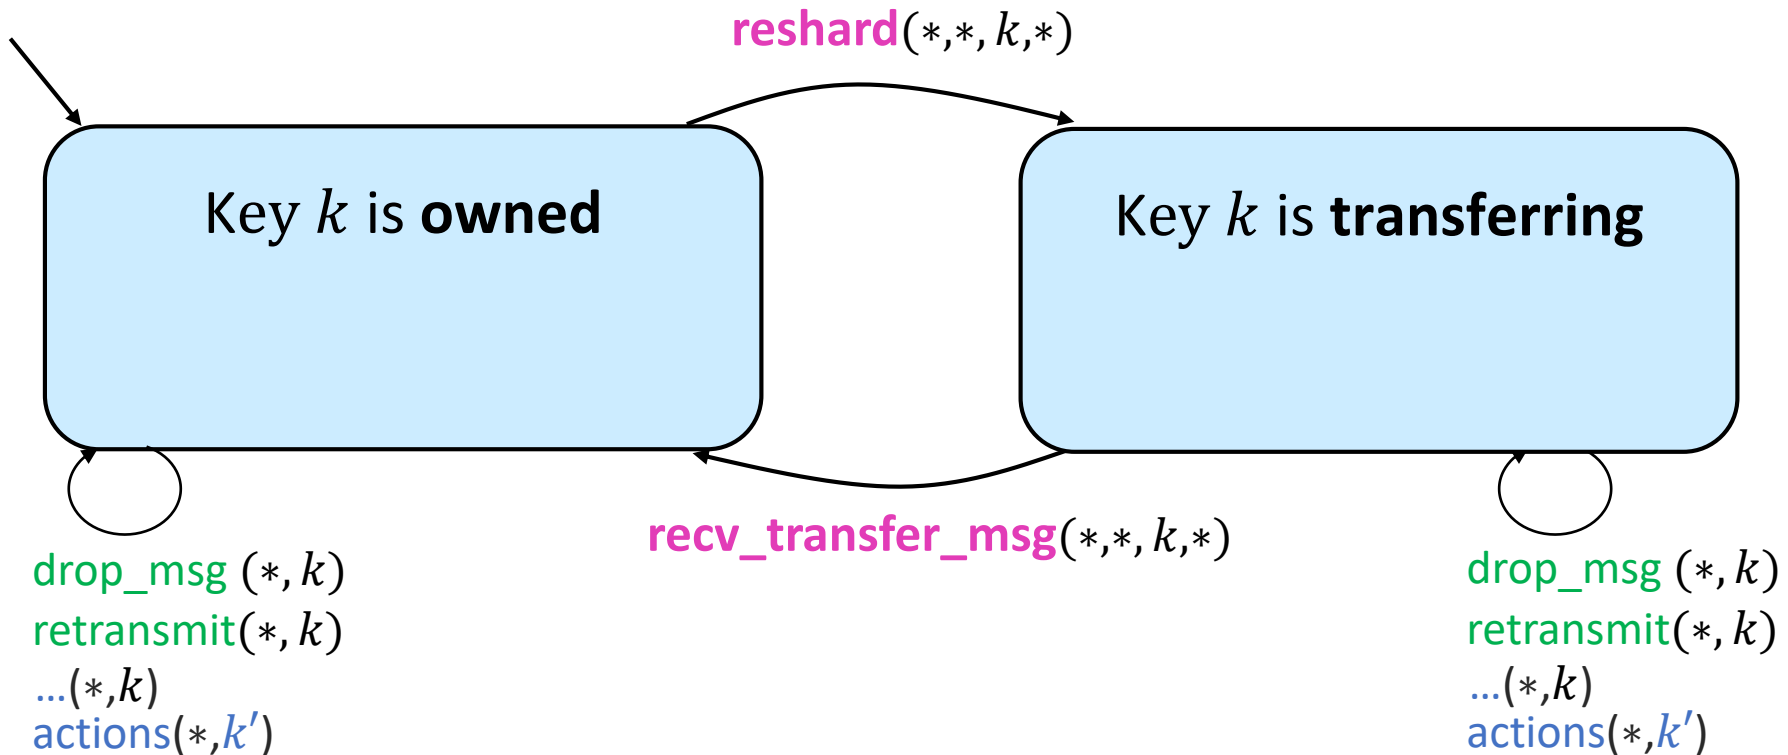 reshard(*,*, k,*)
Key k is owned
Key k is transferring
recv_transfer_msg(*,*, k,*)
drop_msg (*, k)
retransmit(*, k)
...(*,k)
actions(*,k′)
drop_msg (*, k)
retransmit(*, k)
...(*,k)
actions(*,k′)